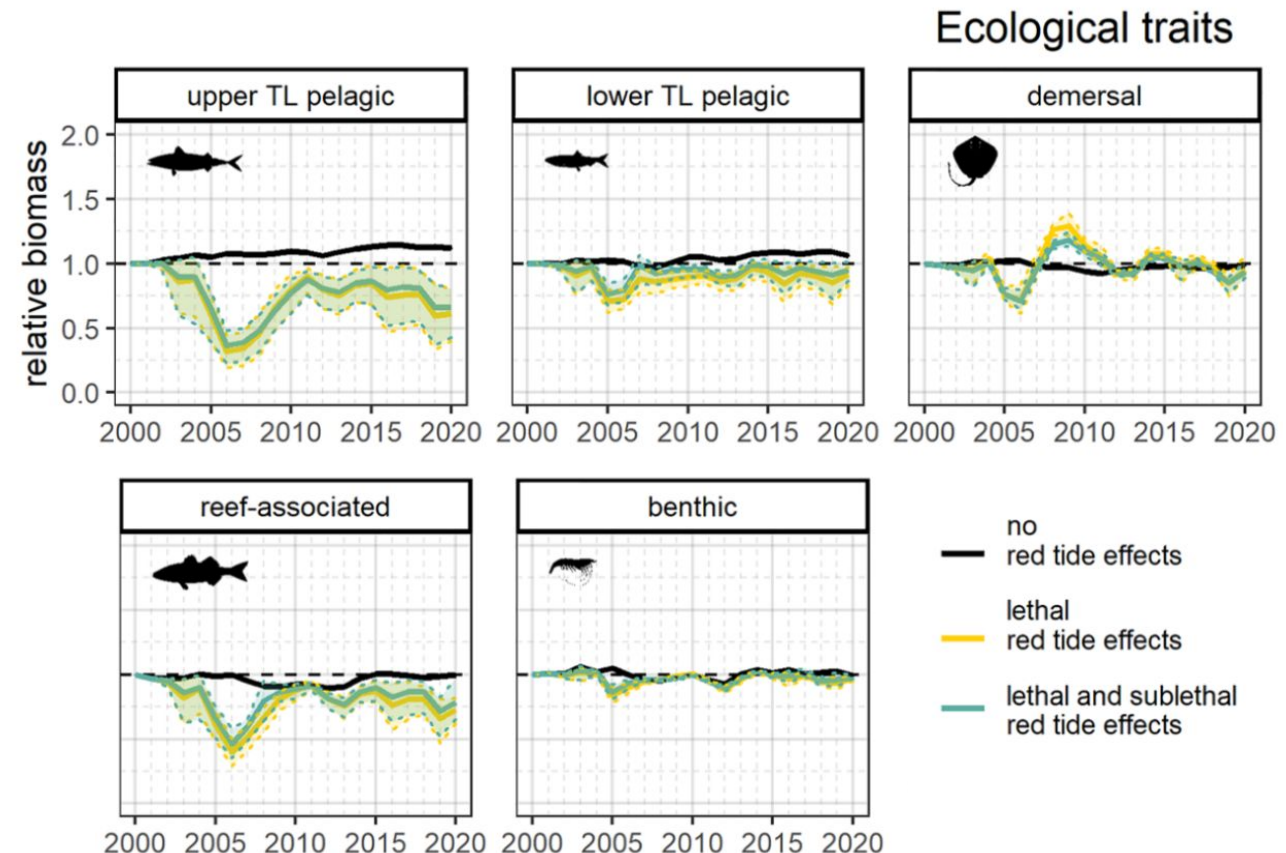 Ecological traits
upper TL pelagic
lower TL pelagic
demersal
relative biomass
2.0
1.5
1.0
0.5
0.0
2000 2005 2010 2015 2020
2000 2005 2010 2015 2020
2000 2005 2010 2015 2020
reef-associated
benthic
2000 2005 2010 2015 2020
2000 2005 2010 2015 2020
no
red tide effects
lethal
red tide effects
lethal and sublethal
red tide effects